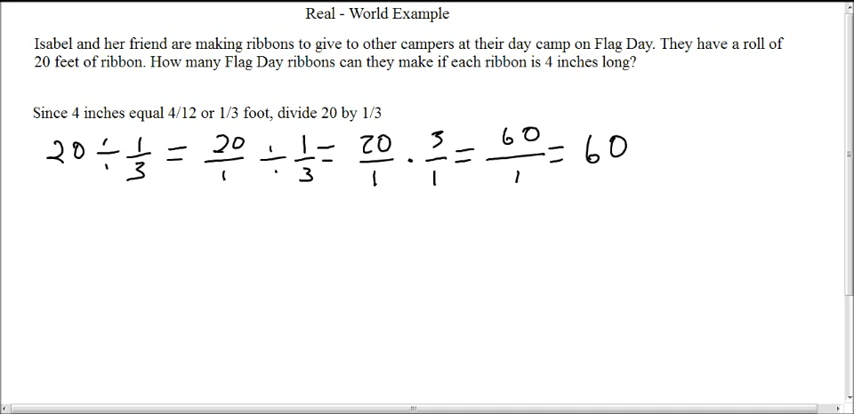 Real - World Example
Isabel and her friend are making ribbons to give to other campers at their day camp on Flag Day. They have a roll of
20 feet of ribbon. How many Flag Day ribbons can they make if each ribbon is 4 inches long?
Since 4 inches equal 4/12 or 1/3 foot, divide 20 by 1/3
20 ÷ 1/3 = 20/1 ÷ 1/3 = 20/1 · 3/1 = 60/1 = 60